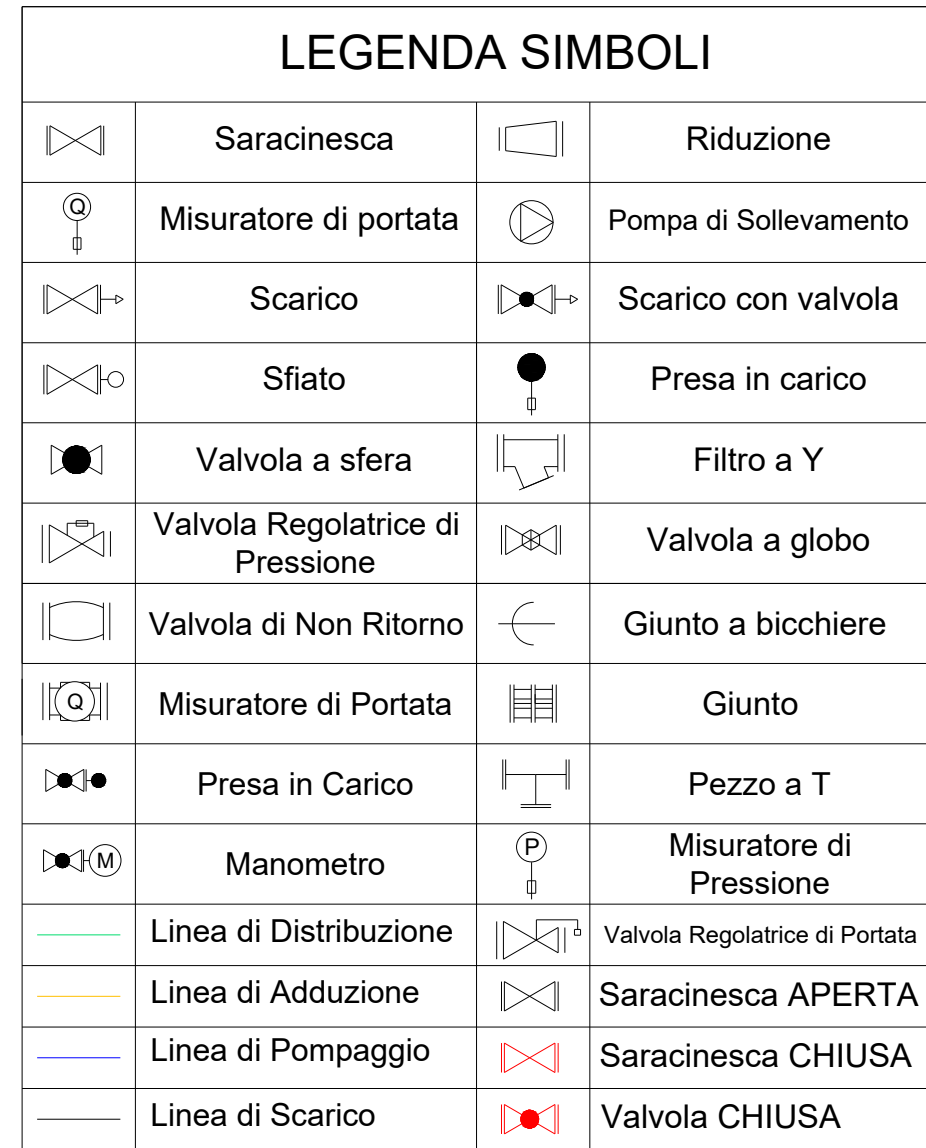 LEGENDA SIMBOLI
Saracinesca
Riduzione
Q
Misuratore di portata
Pompa di Sollevamento
Scarico
Scarico con valvola
Sfiato
Presa in carico
Valvola a sfera
Filtro a Y
Valvola Regolatrice di
Pressione
Valvola a globo
Valvola di Non Ritorno
Giunto a bicchiere
Q
Misuratore di Portata
Giunto
Presa in Carico
Pezzo a T
M
Manometro
P
Misuratore di
Pressione
Linea di Distribuzione
Valvola Regolatrice di Portata
Linea di Adduzione
Saracinesca APERTA
Linea di Pompaggio
Saracinesca CHIUSA
Linea di Scarico
Valvola CHIUSA